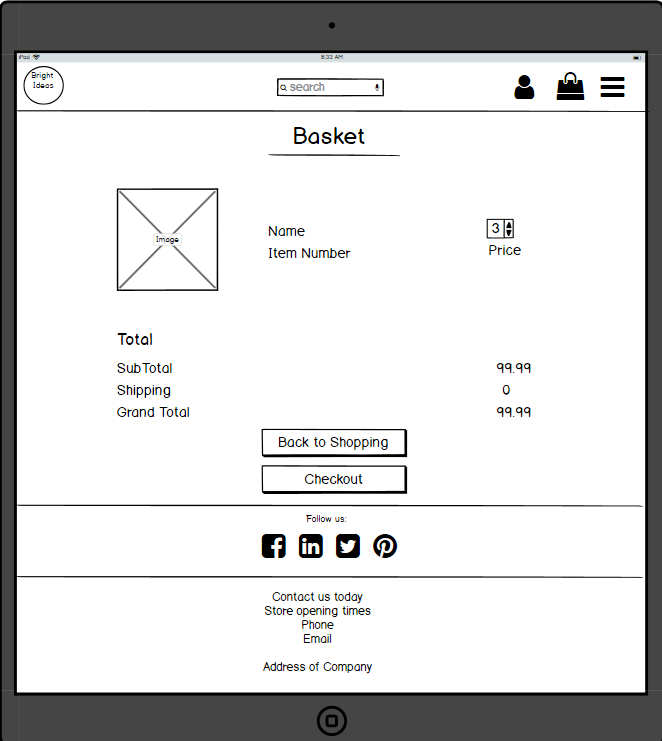 iPad
8:33 AM
Bright
Ideas
search
Basket
Image
Name
3
Item Number
Price
Total
SubTotal
99.99
Shipping
0
Grand Total
99.99
Back to Shopping
Checkout
Follow us:
Contact us today
Store opening times
Phone
Email
Address of Company